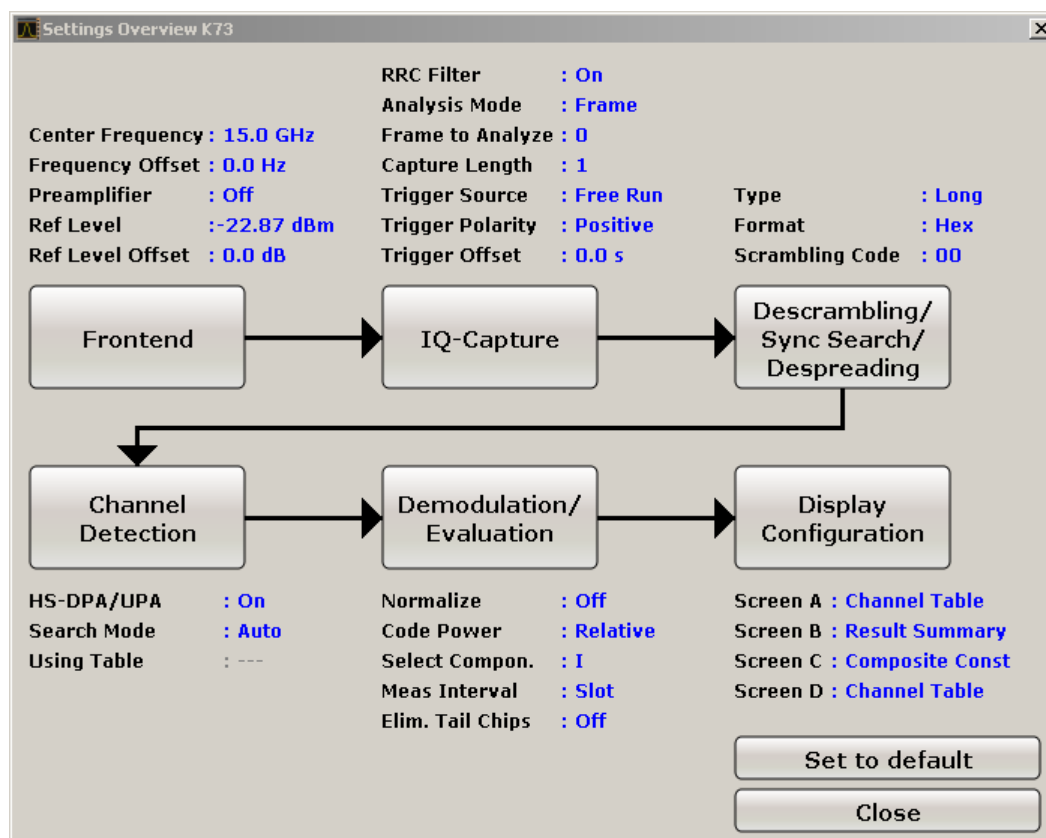 Settings Overview K73
RRC Filter : On
Analysis Mode : Frame
Center Frequency : 15.0 GHz
Frame to Analyze : 0
Frequency Offset : 0.0 Hz
Capture Length : 1
Preamplifier : Off
Trigger Source : Free Run
Type : Long
Ref Level :-22.87 dBm
Trigger Polarity : Positive
Format : Hex
Ref Level Offset : 0.0 dB
Trigger Offset : 0.0 s
Scrambling Code : 00
Frontend
IQ-Capture
Descrambling/
Sync Search/
Despreading
Channel
Detection
Demodulation/
Evaluation
Display
Configuration
HS-DPA/UPA : On
Search Mode : Auto
Using Table : ---
Normalize : Off
Code Power : Relative
Select Compon. : I
Meas Interval : Slot
Elim. Tail Chips : Off
Screen A : Channel Table
Screen B : Result Summary
Screen C : Composite Const
Screen D : Channel Table
Set to default
Close